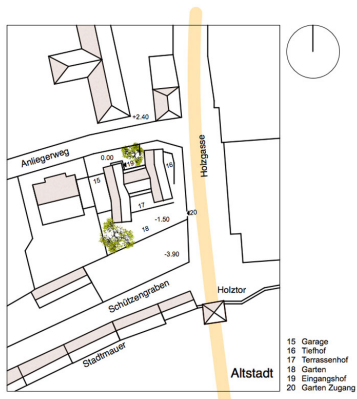 +2.40
Anliegerweg
0.00
19
16
15
Holzgasse
17
20
-1.50
18
-3.90
Schützengraben
Holztor
Stadtmauer
Altstadt
15 Garage
16 Tiefhof
17 Terrassenhof
18 Garten
19 Eingangshof
20 Garten Zugang